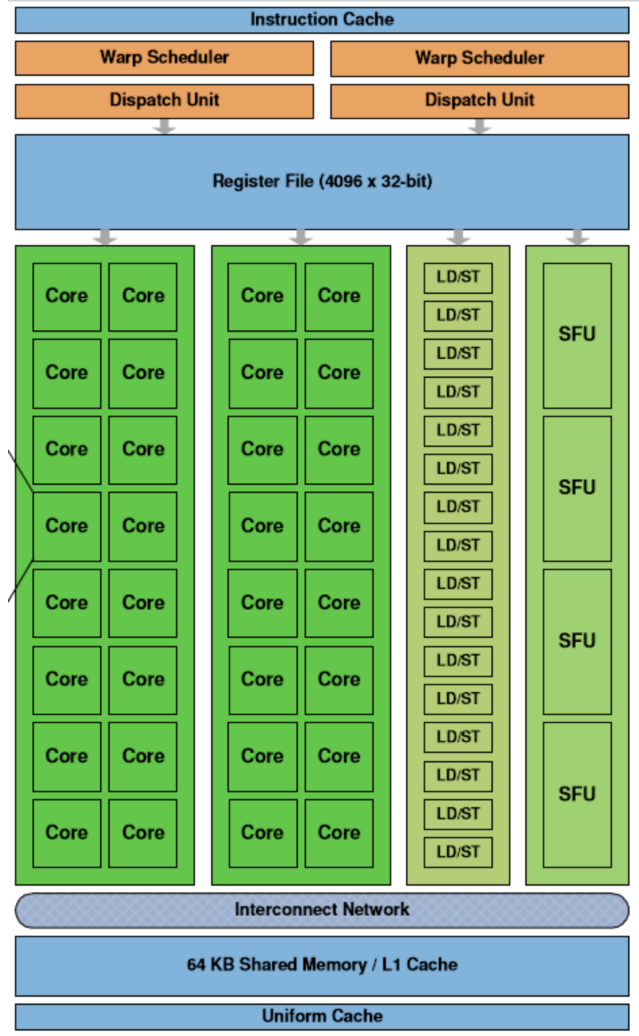 Instruction Cache
Warp Scheduler Warp Scheduler
Dispatch Unit Dispatch Unit
Register File (4096 x 32-bit)
Core Core Core Core LD/ST SFU
LD/ST
Core Core Core Core LD/ST
LD/ST
Core Core Core Core LD/ST SFU
LD/ST
Core Core Core Core LD/ST
LD/ST
Core Core Core Core LD/ST SFU
LD/ST
Core Core Core Core LD/ST
LD/ST
Core Core Core Core LD/ST SFU
LD/ST
Core Core Core Core LD/ST
LD/ST
Interconnect Network
64 KB Shared Memory / L1 Cache
Uniform Cache